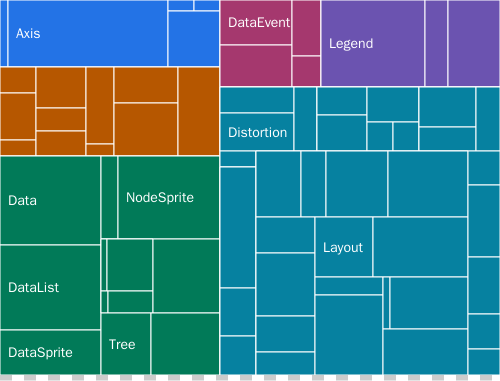 Axis
DataEvent
Legend
Distortion
Data
NodeSprite
DataList
Layout
DataSprite
Tree